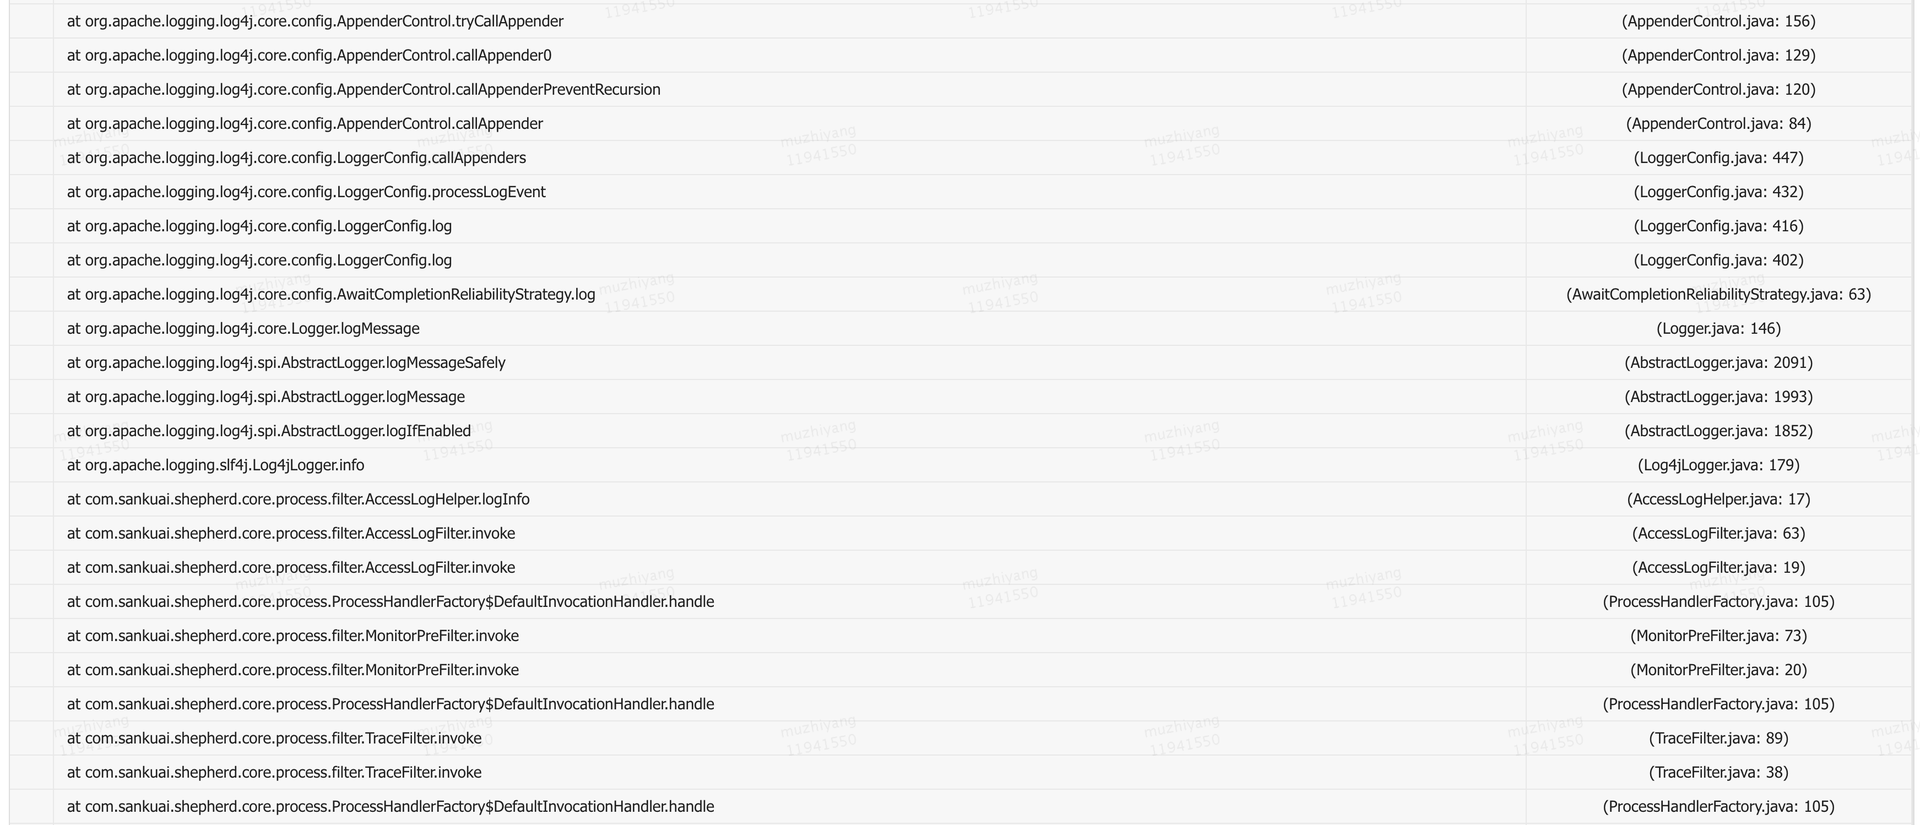 at org.apache.logging.log4j.core.config.AppenderControl.tryCallAppender (AppenderControl.java: 156)
at org.apache.logging.log4j.core.config.AppenderControl.callAppender0 (AppenderControl.java: 129)
at org.apache.logging.log4j.core.config.AppenderControl.callAppenderPreventRecursion (AppenderControl.java: 120)
at org.apache.logging.log4j.core.config.AppenderControl.callAppender (AppenderControl.java: 84)
at org.apache.logging.log4j.core.config.LoggerConfig.callAppenders (LoggerConfig.java: 447)
at org.apache.logging.log4j.core.config.LoggerConfig.processLogEvent (LoggerConfig.java: 432)
at org.apache.logging.log4j.core.config.LoggerConfig.log (LoggerConfig.java: 416)
at org.apache.logging.log4j.core.config.LoggerConfig.log (LoggerConfig.java: 402)
at org.apache.logging.log4j.core.config.AwaitCompletionReliabilityStrategy.log (AwaitCompletionReliabilityStrategy.java: 63)
at org.apache.logging.log4j.core.Logger.logMessage (Logger.java: 146)
at org.apache.logging.log4j.spi.AbstractLogger.logMessageSafely (AbstractLogger.java: 2091)
at org.apache.logging.log4j.spi.AbstractLogger.logMessage (AbstractLogger.java: 1993)
at org.apache.logging.log4j.spi.AbstractLogger.logIfEnabled (AbstractLogger.java: 1852)
at org.apache.logging.slf4j.Log4jLogger.info (Log4jLogger.java: 179)
at com.sankuai.shepherd.core.process.filter.AccessLogHelper.logInfo (AccessLogHelper.java: 17)
at com.sankuai.shepherd.core.process.filter.AccessLogFilter.invoke (AccessLogFilter.java: 63)
at com.sankuai.shepherd.core.process.filter.AccessLogFilter.invoke (AccessLogFilter.java: 19)
at com.sankuai.shepherd.core.process.ProcessHandlerFactory$DefaultInvocationHandler.handle (ProcessHandlerFactory.java: 105)
at com.sankuai.shepherd.core.process.filter.MonitorPreFilter.invoke (MonitorPreFilter.java: 73)
at com.sankuai.shepherd.core.process.filter.MonitorPreFilter.invoke (MonitorPreFilter.java: 20)
at com.sankuai.shepherd.core.process.ProcessHandlerFactory$DefaultInvocationHandler.handle (ProcessHandlerFactory.java: 105)
at com.sankuai.shepherd.core.process.filter.TraceFilter.invoke (TraceFilter.java: 89)
at com.sankuai.shepherd.core.process.filter.TraceFilter.invoke (TraceFilter.java: 38)
at com.sankuai.shepherd.core.process.ProcessHandlerFactory$DefaultInvocationHandler.handle (ProcessHandlerFactory.java: 105)
muzhiyang
11941550